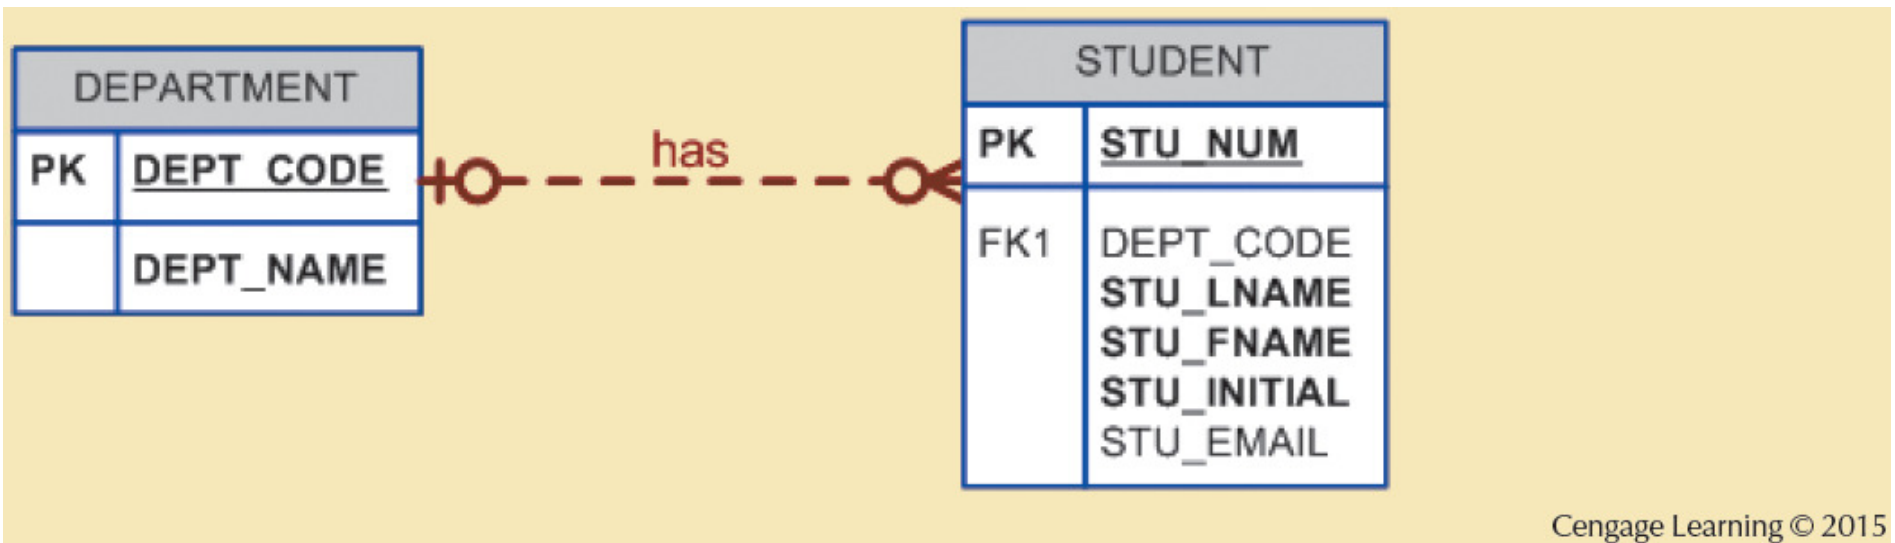 DEPARTMENT
PK DEPT_CODE
DEPT_NAME
has
STUDENT
PK STU_NUM
FK1 DEPT_CODE
STU_LNAME
STU_FNAME
STU_INITIAL
STU_EMAIL
Cengage Learning © 2015